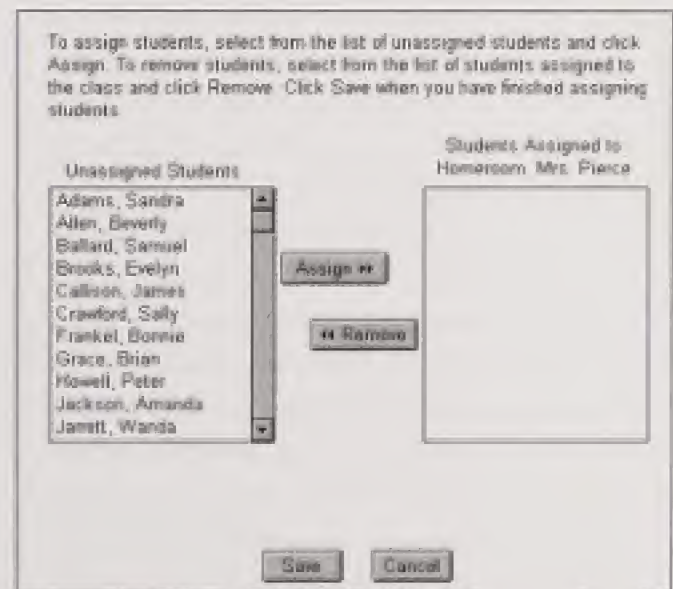 To assign students, select from the list of unassigned students and click
Assign. To remove students, select from the list of students assigned to
the class and click Remove. Click Save when you have finished assigning
students.
Unassigned Students
Students Assigned to
Homeroom: Mrs. Pierce
Adams, Sandra
Allen, Beverly
Ballard, Samuel
Brooks, Evelyn
Callison, James
Crawford, Sally
Frankel, Bonnie
Grace, Brian
Howell, Peter
Jackson, Amanda
Jarrett, Wanda
Assign
Remove
Save
Cancel